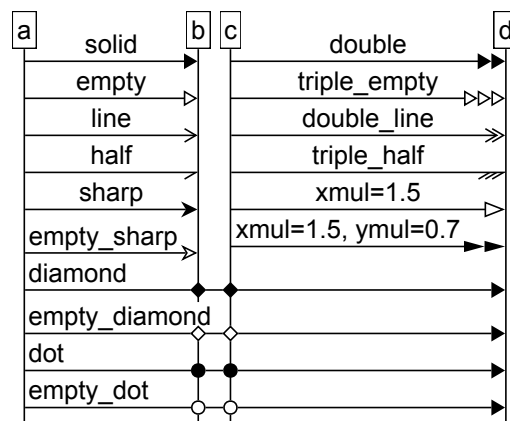 a b c d
solid double
empty triple_empty
line double_line
half triple_half
sharp xmul=1.5
empty_sharp xmul=1.5, ymul=0.7
diamond
empty_diamond
dot
empty_dot